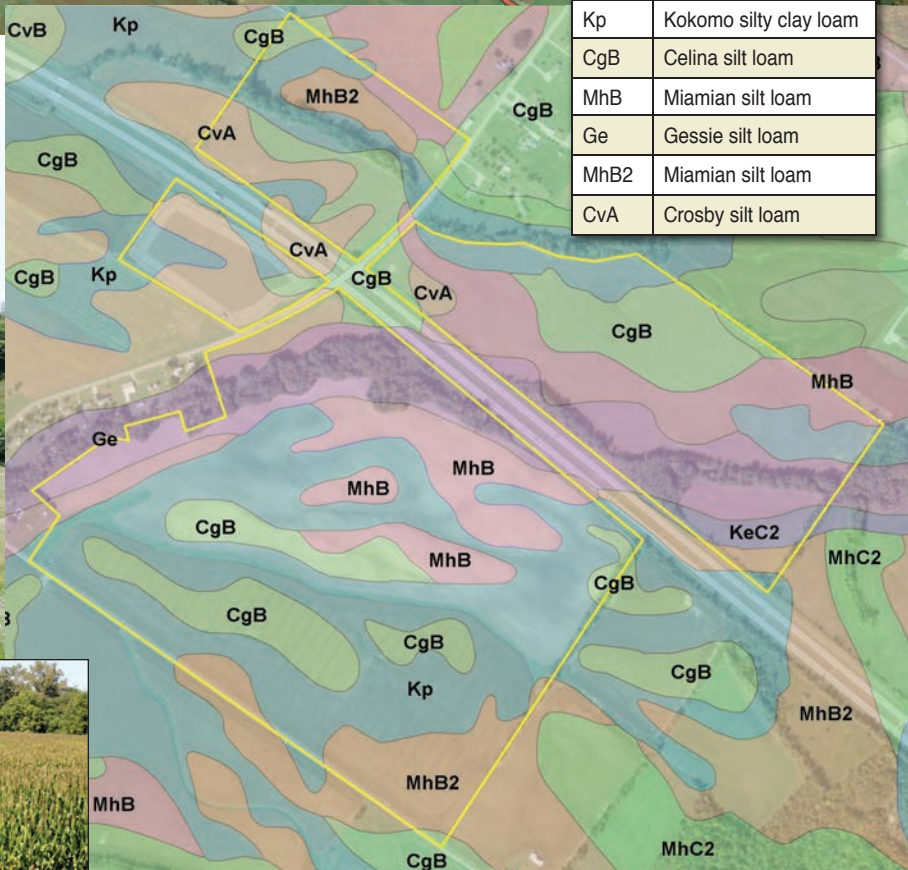 Kp Kokomo silty clay loam
CgB Celina silt loam
MhB Miamian silt loam
Ge Gessie silt loam
MhB2 Miamian silt loam
CvA Crosby silt loam
CvB
Kp
CgB
MhB2
CgB
CvA
CgB
CvA
CgB
Kp
CgB
CvA
CgB
MhB
Ge
MhB
MhB
CgB
KeC2
MhB
MhC2
CgB
CgB
CgB
CgB
Kp
MhB2
MhB2
MhB
MhC2
CgB